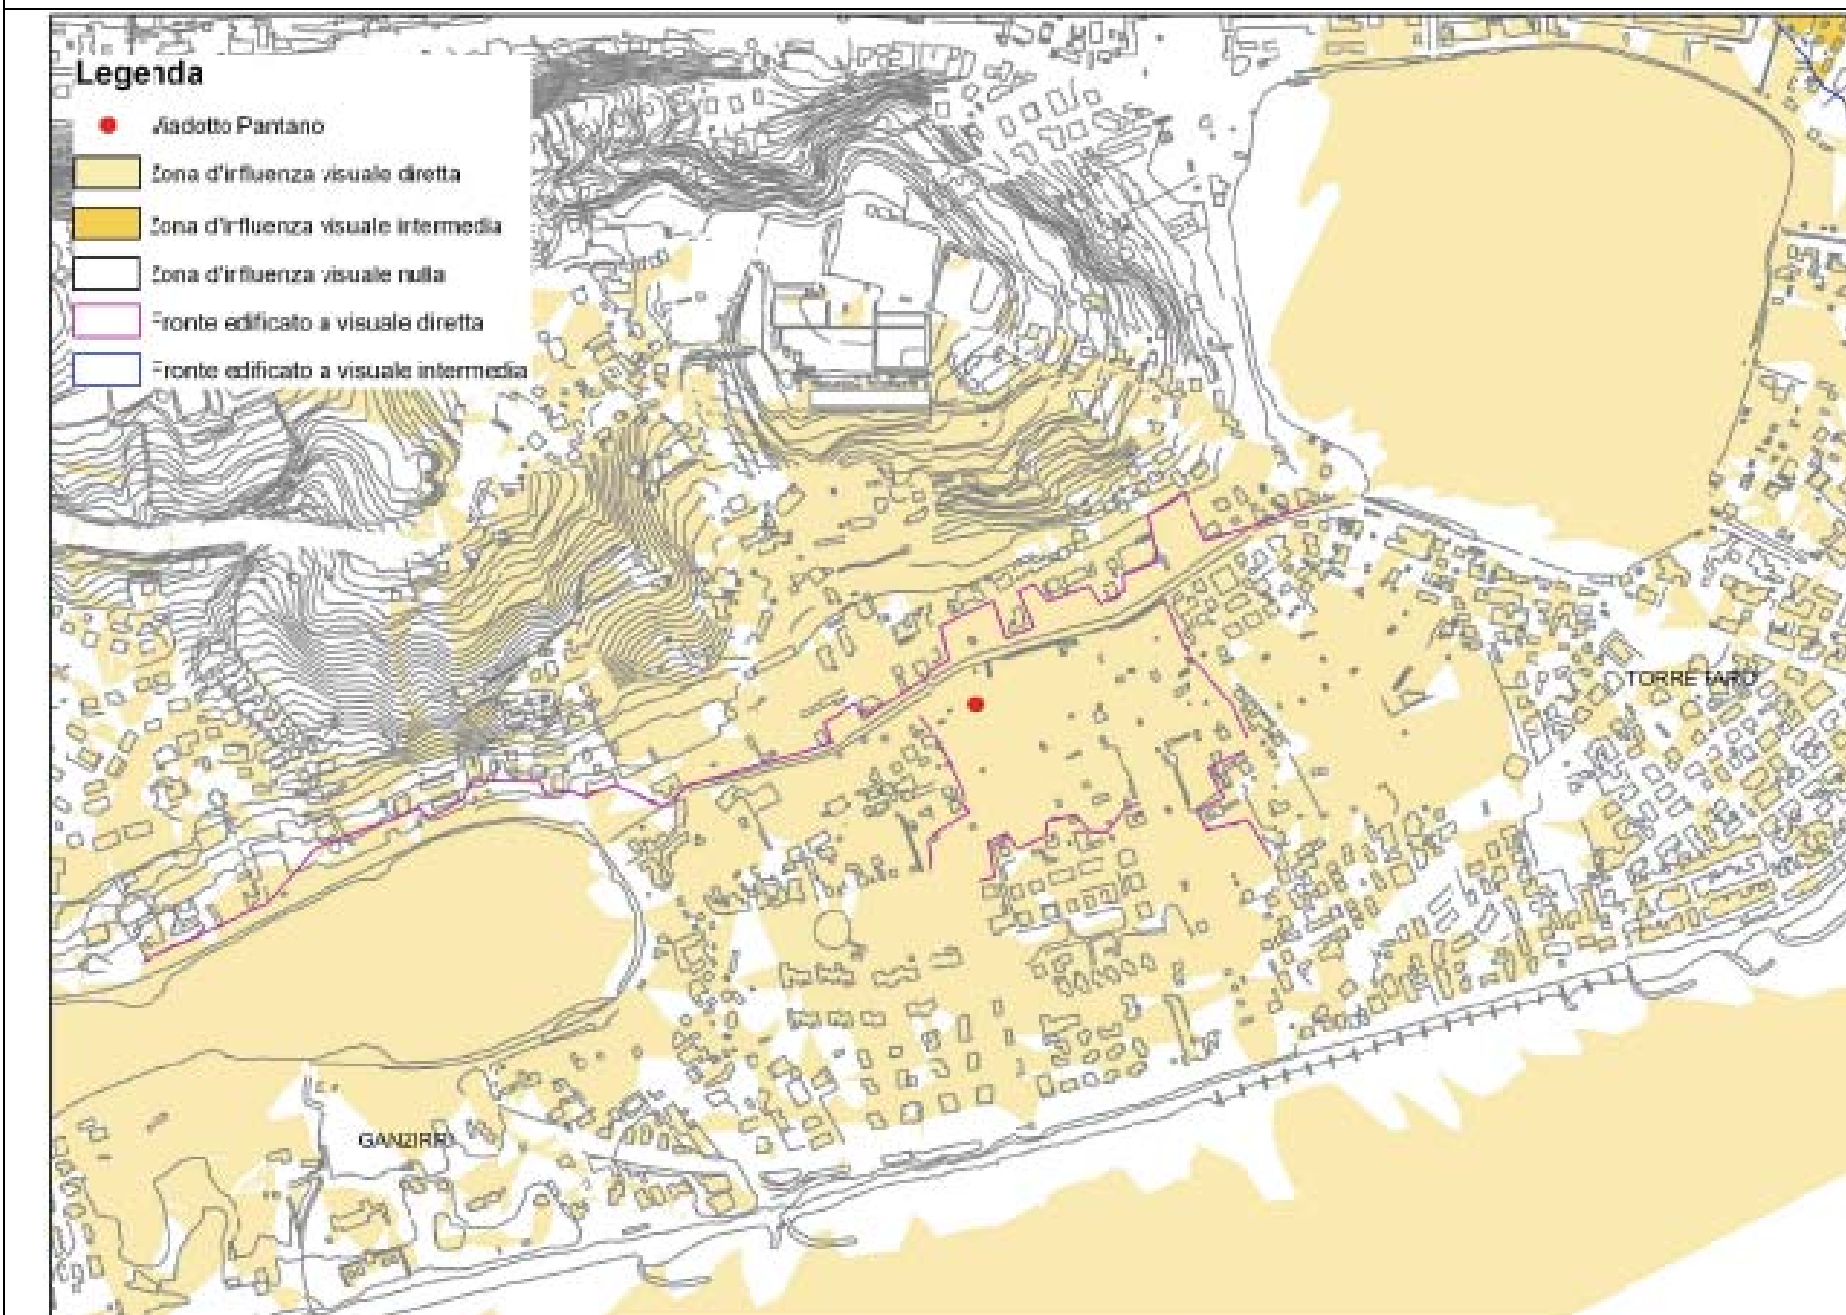 Legenda
Viadotto Pantano
Zona d'influenza visuale diretta
Zona d'influenza visuale intermedia
Zona d'influenza visuale nulla
Fronte edificato a visuale diretta
Fronte edificato a visuale intermedia
TORRE FARO
GANZIRRI